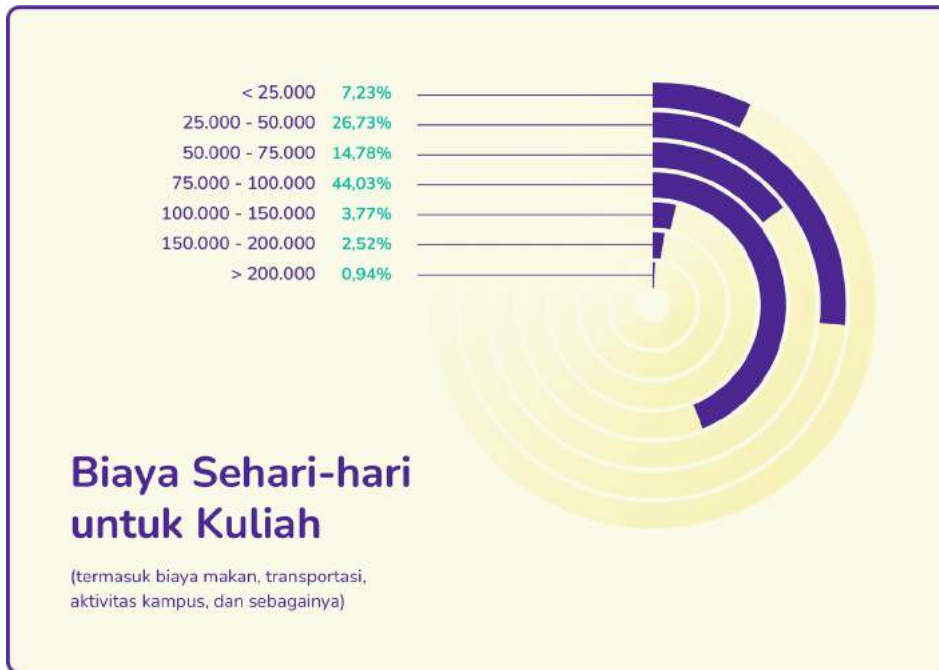 < 25.000 7,23%
25.000 - 50.000 26,73%
50.000 - 75.000 14,78%
75.000 - 100.000 44,03%
100.000 - 150.000 3,77%
150.000 - 200.000 2,52%
> 200.000 0,94%
Biaya Sehari-hari
untuk Kuliah
(termasuk biaya makan, transportasi,
aktivitas kampus, dan sebagainya)